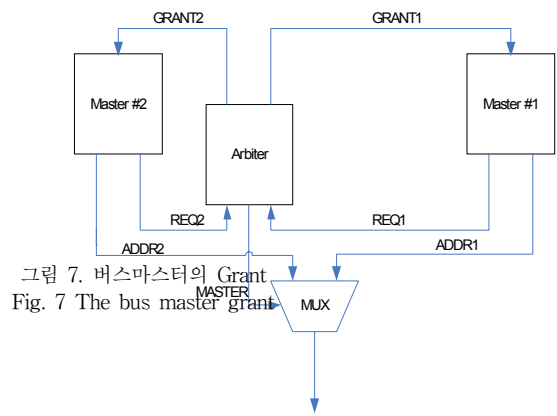 GRANT2
GRANT1
Master #2
Master #1
Arbiter
REQ2
REQ1
ADDR2
ADDR1
그림 7. 버스마스터의 Grant
MASTER
Fig. 7 The bus master grant
MUX